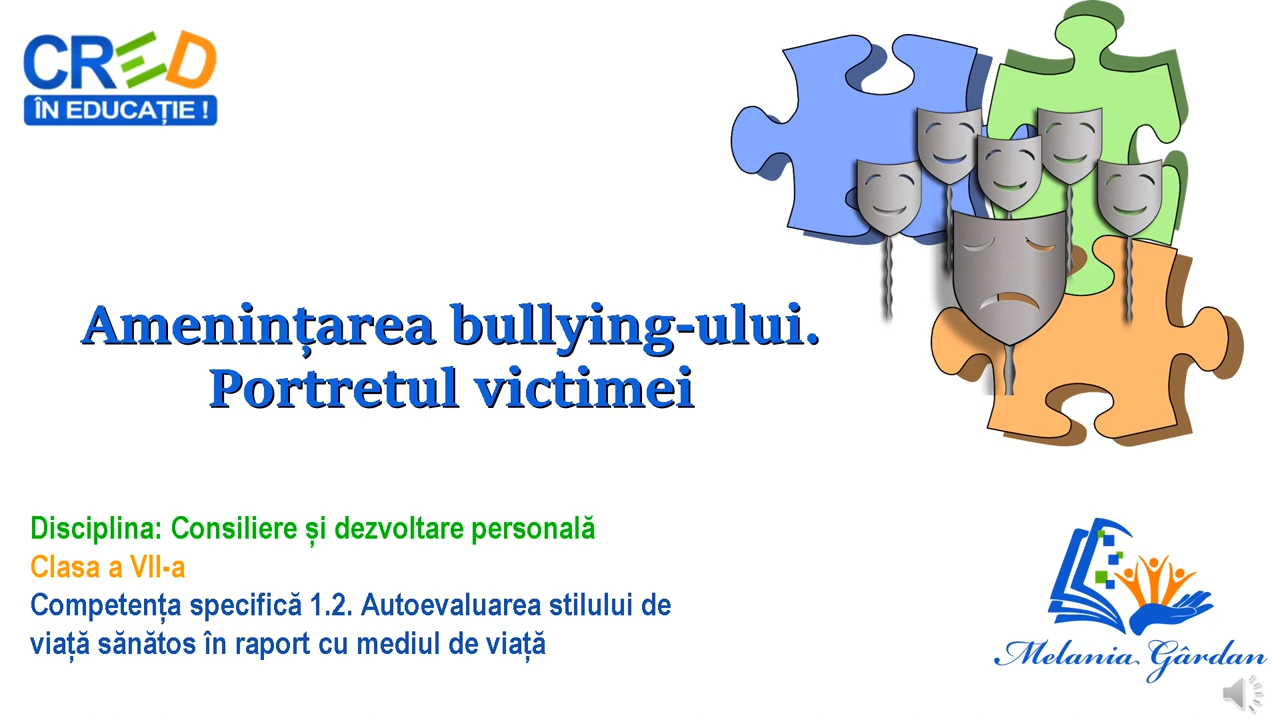 CRED
ÎN EDUCAȚIE !
Amenințarea bullying-ului.
Portretul victimei
Disciplina: Consiliere și dezvoltare personală
Clasa a VII-a
Competența specifică 1.2. Autoevaluarea stilului de
viață sănătos în raport cu mediul de viață
Melania Gârdan